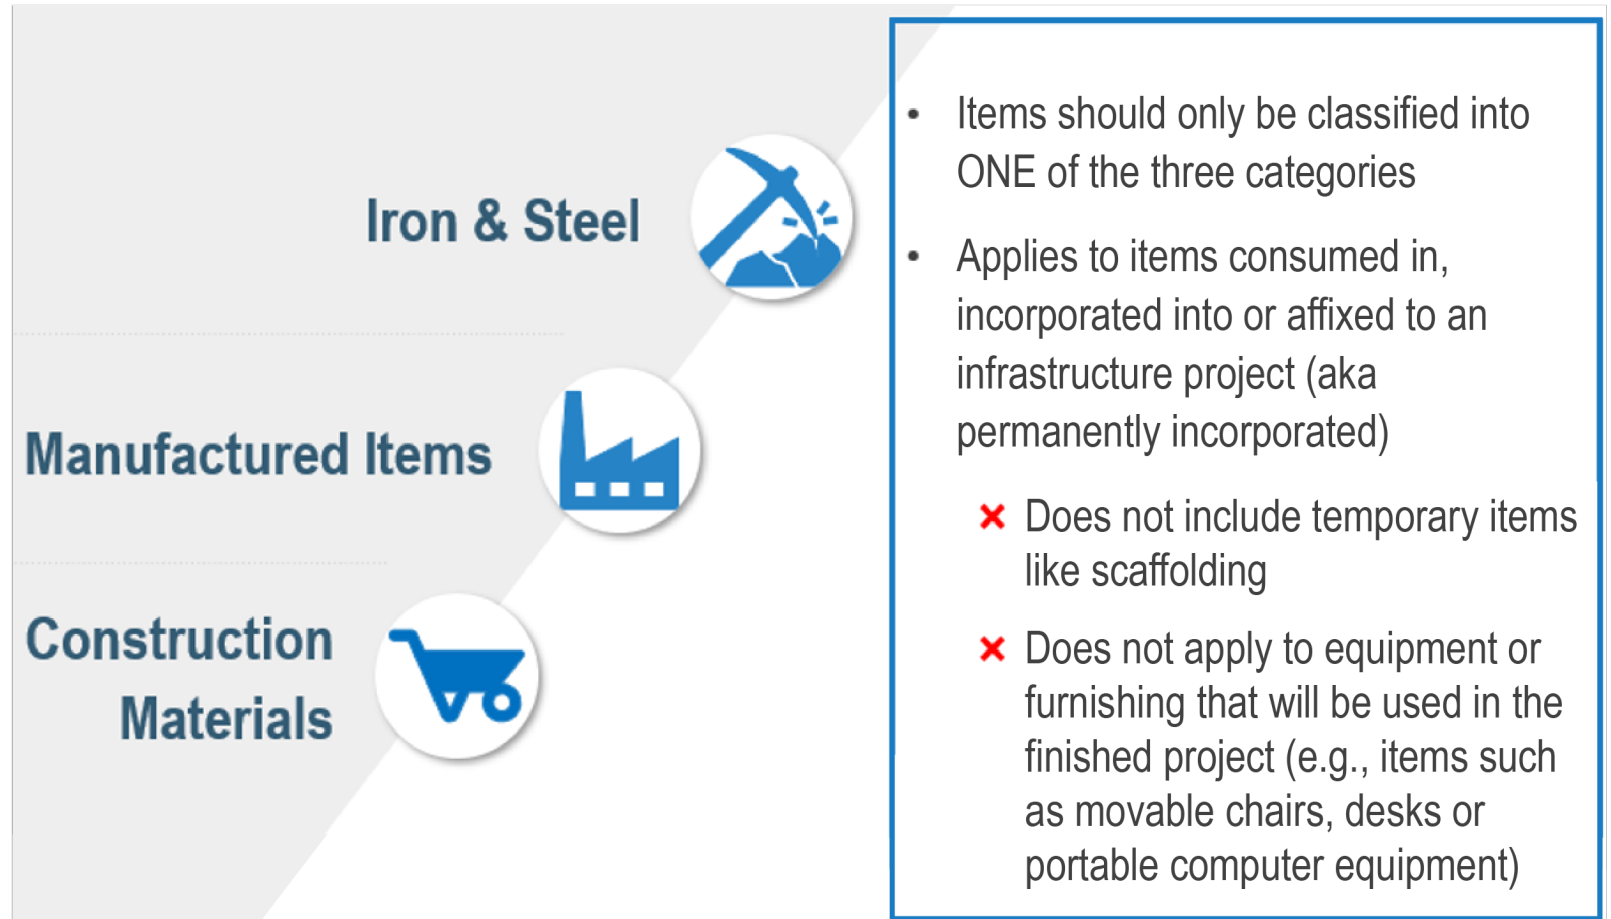 Iron & Steel
Manufactured Items
Construction
Materials
• Items should only be classified into
ONE of the three categories
• Applies to items consumed in,
incorporated into or affixed to an
infrastructure project (aka
permanently incorporated)
Does not include temporary items
like scaffolding
Does not apply to equipment or
furnishing that will be used in the
finished project (e.g., items such
as movable chairs, desks or
portable computer equipment)